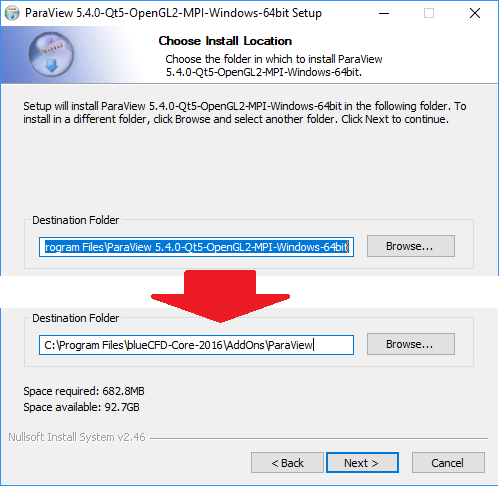 ParaView 5.4.0-Qt5-OpenGL2-MPI-Windows-64bit Setup
Choose Install Location
Choose the folder in which to install ParaView
5.4.0-Qt5-OpenGL2-MPI-Windows-64bit.
Setup will install ParaView 5.4.0-Qt5-OpenGL2-MPI-Windows-64bit in the following folder. To
install in a different folder, click Browse and select another folder. Click Next to continue.
Destination Folder
rogram Files\ParaView 5.4.0-Qt5-OpenGL2-MPI-Windows-64bit
Browse...
Destination Folder
C:\Program Files\blueCFD-Core-2016\AddOns\ParaView
Browse...
Space required: 682.8MB
Space available: 92.7GB
Nullsoft Install System v2.46
< Back
Next >
Cancel